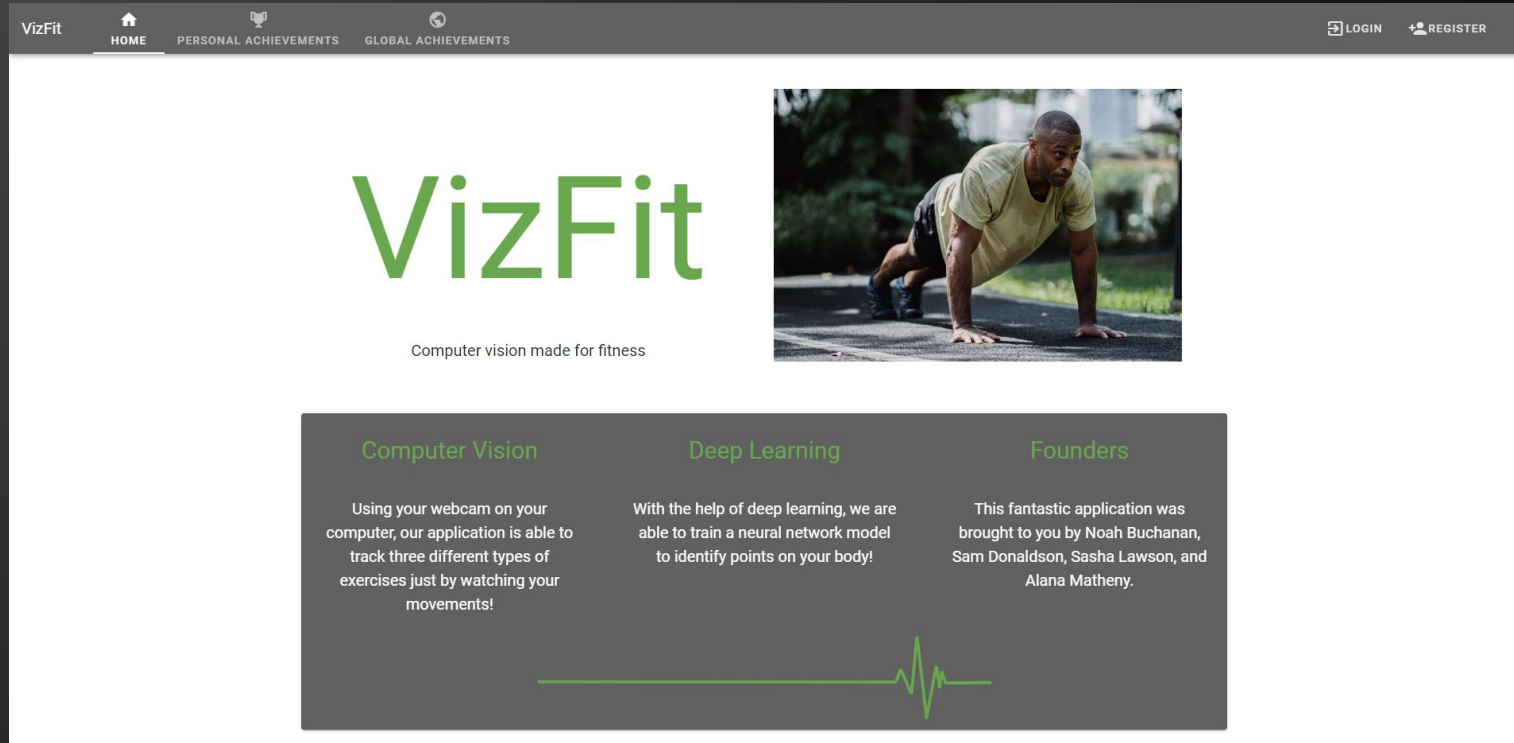 VizFit
HOME
PERSONAL ACHIEVEMENTS
GLOBAL ACHIEVEMENTS
LOGIN
REGISTER
VizFit
Computer vision made for fitness
Computer Vision
Using your webcam on your
computer, our application is able to
track three different types of
exercises just by watching your
movements!
Deep Learning
With the help of deep learning, we are
able to train a neural network model
to identify points on your body!
Founders
This fantastic application was
brought to you by Noah Buchanan,
Sam Donaldson, Sasha Lawson, and
Alana Matheny.